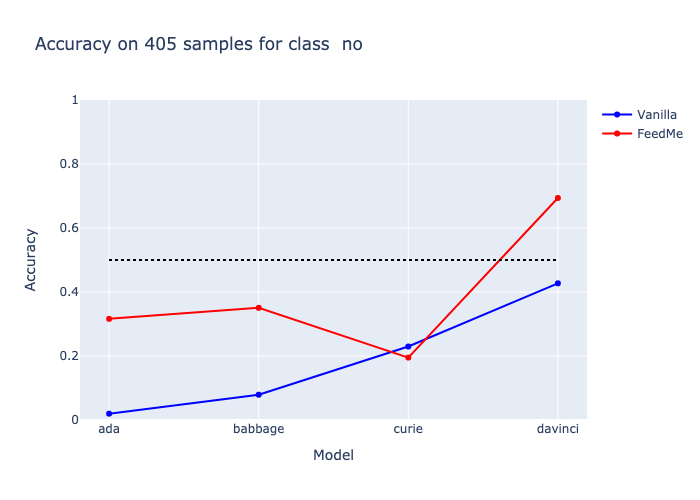 Accuracy on 405 samples for class  no
Vanilla
FeedMe
Accuracy
1
0.8
0.6
0.4
0.2
0
ada babbage curie davinci
Model